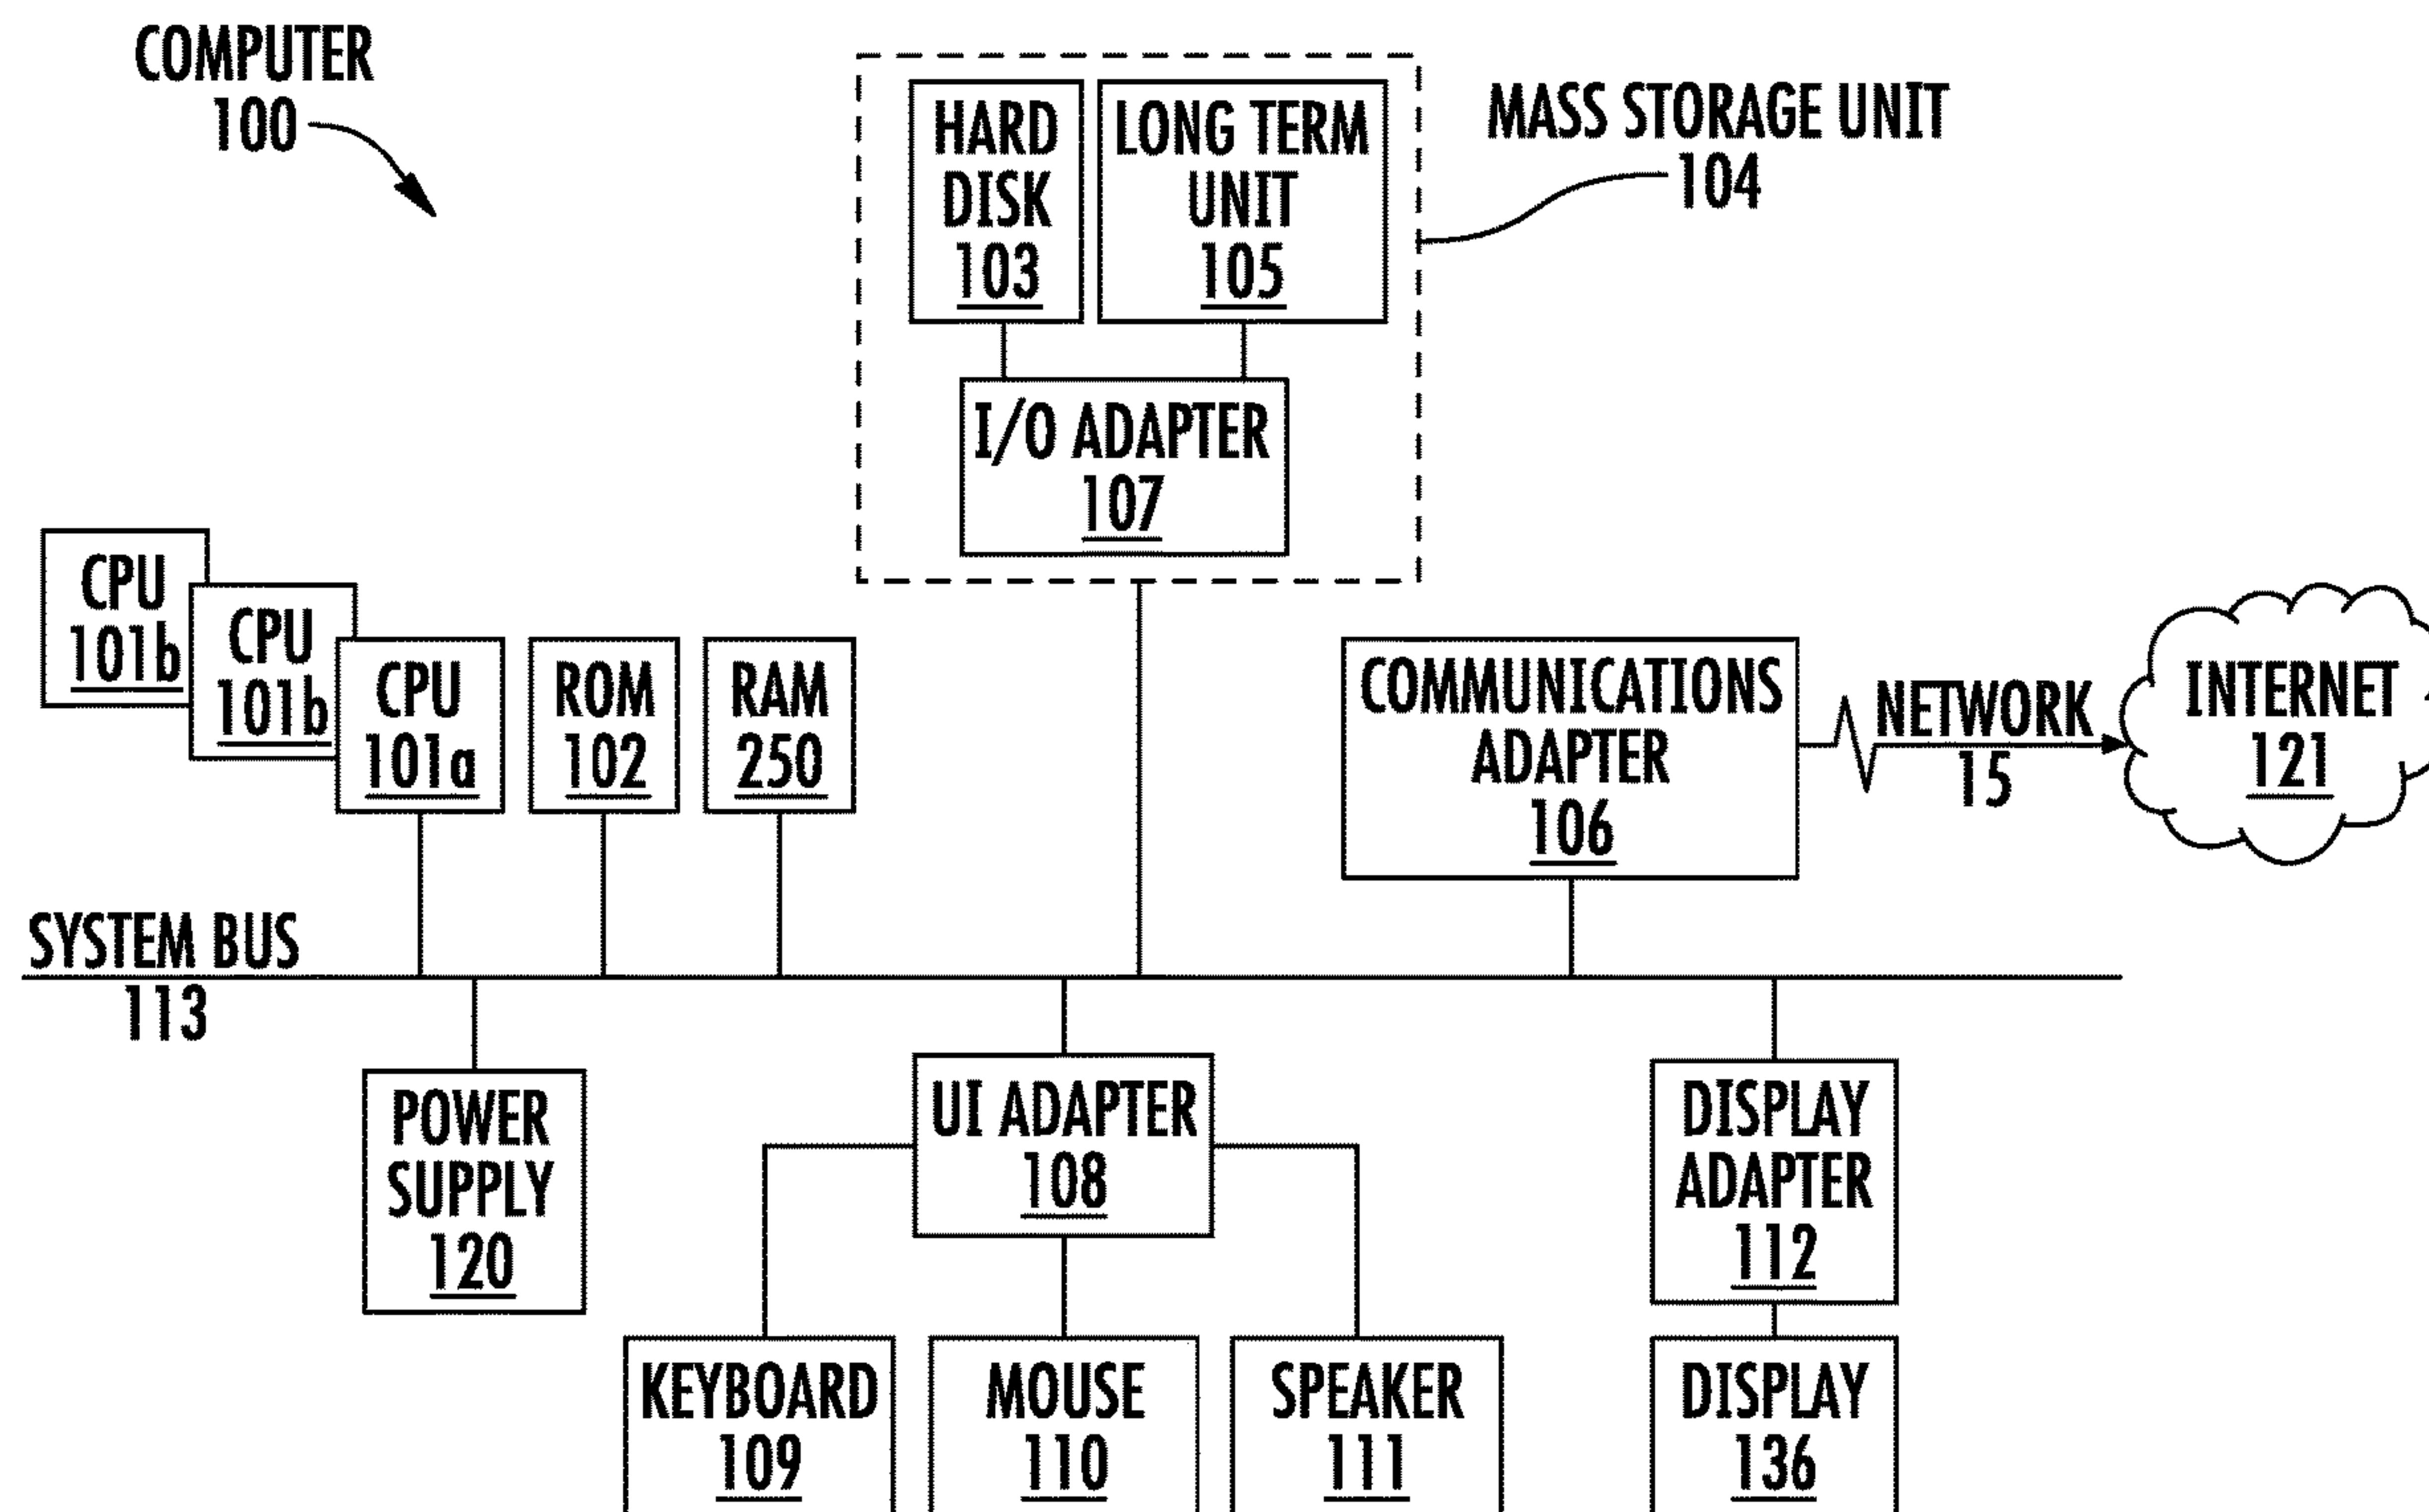 COMPUTER
100
HARD
DISK
103
LONG TERM
UNIT
105
MASS STORAGE UNIT
104
I/O ADAPTER
107
CPU
101b
CPU
101b
CPU
101a
ROM
102
RAM
250
COMMUNICATIONS
ADAPTER
106
NETWORK
15
INTERNET
121
SYSTEM BUS
113
POWER
SUPPLY
120
UI ADAPTER
108
DISPLAY
ADAPTER
112
KEYBOARD
109
MOUSE
110
SPEAKER
111
DISPLAY
136